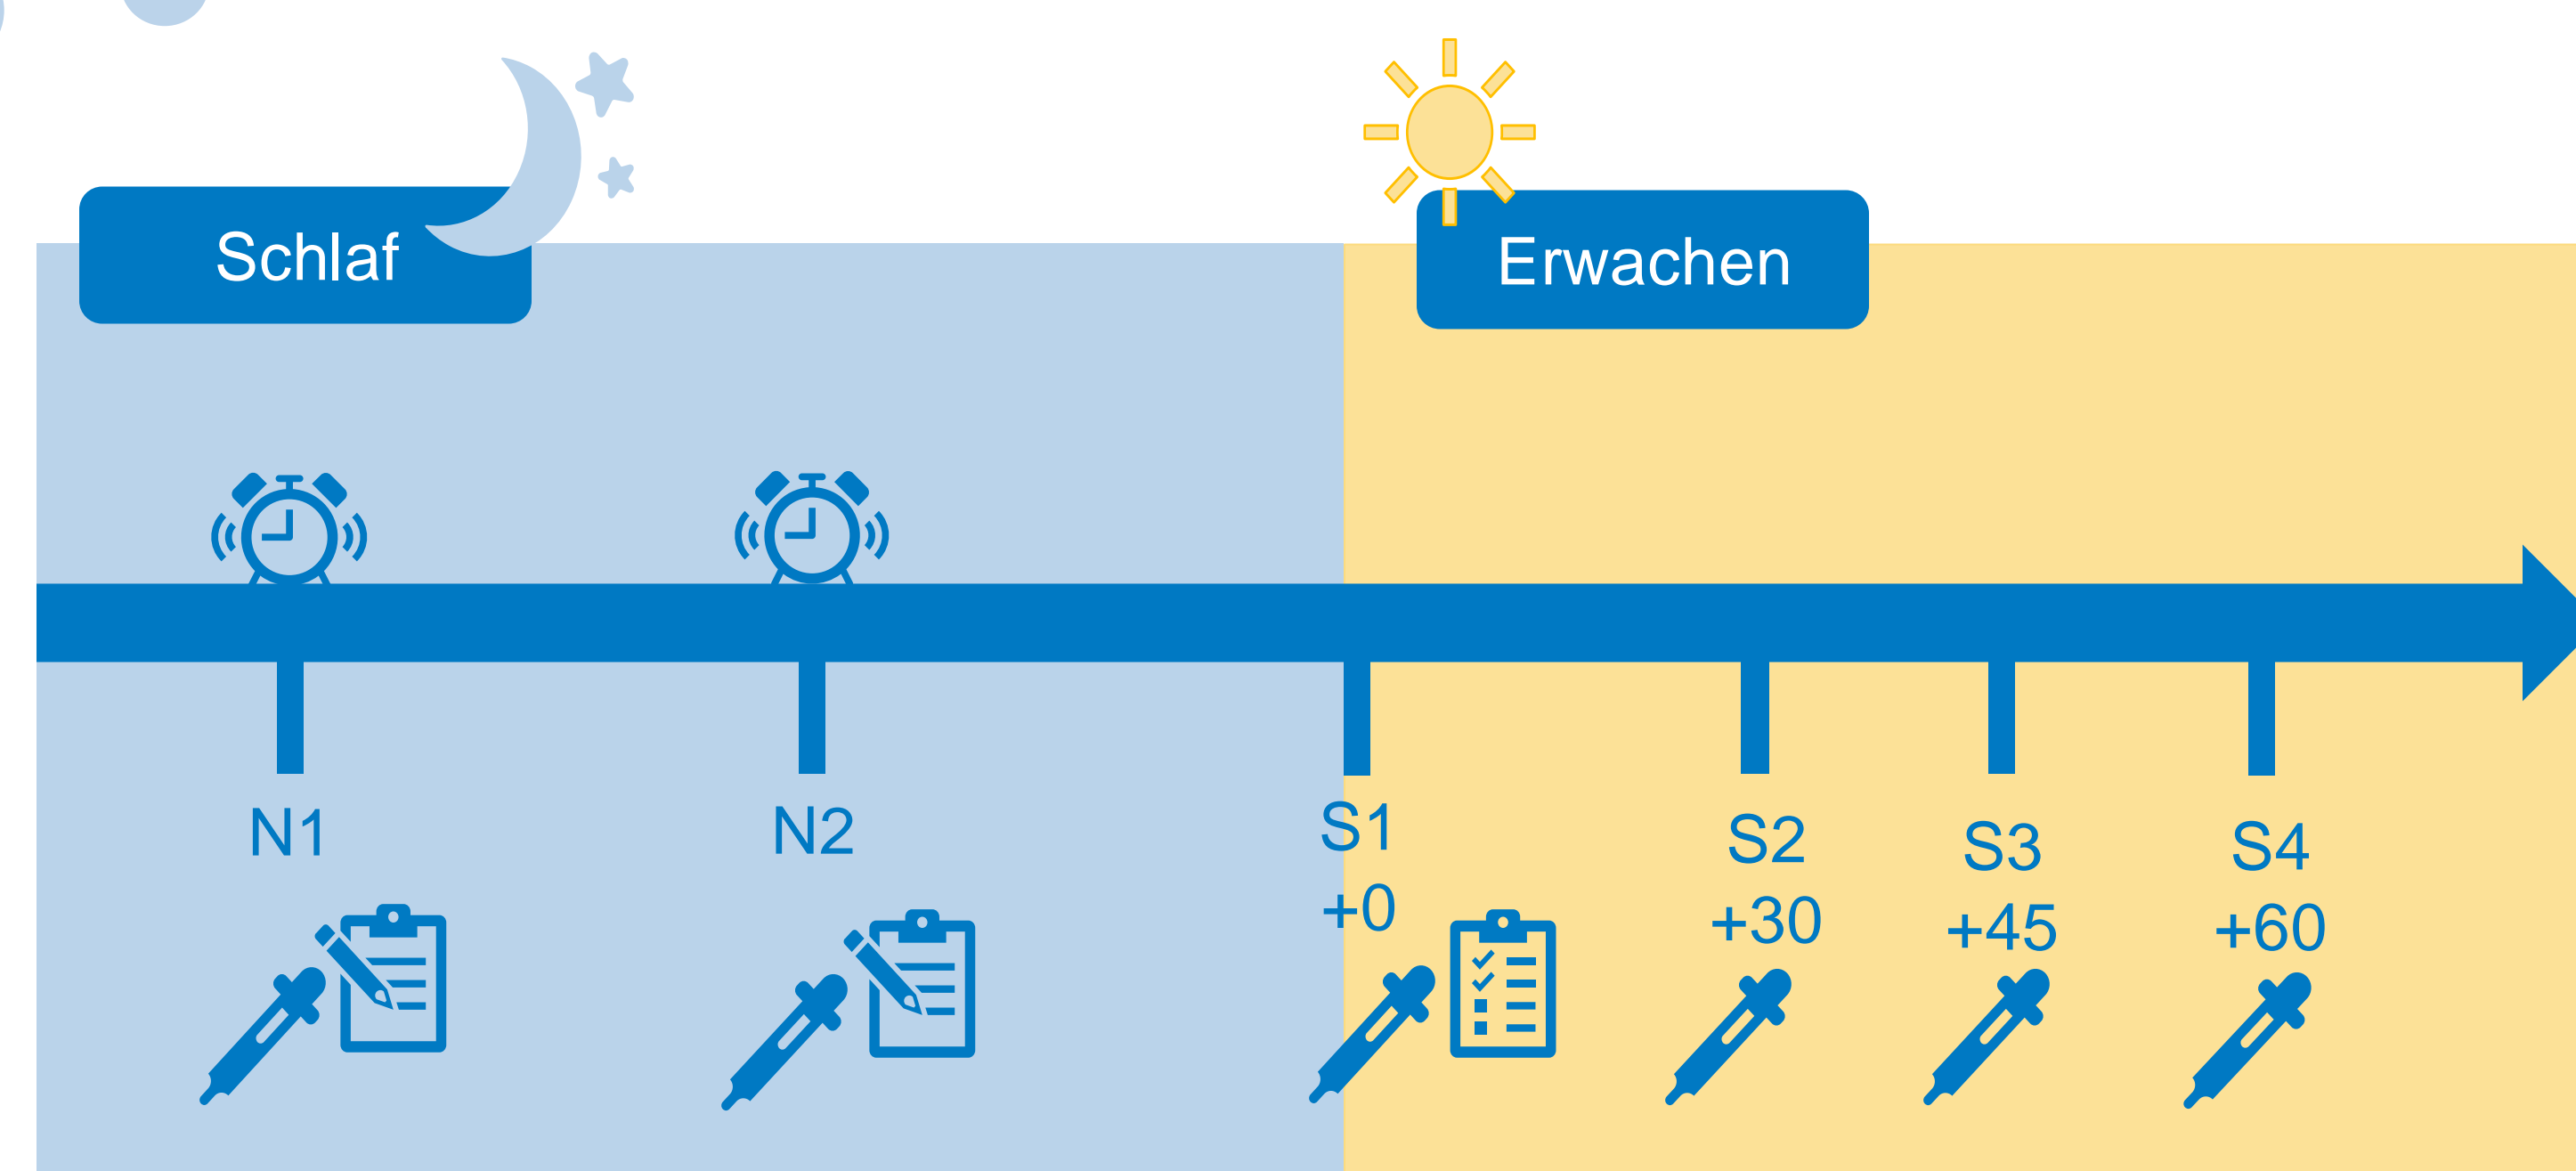 Schlaf
Erwachen
N1
N2
S1
+0
S2
+30
S3
+45
S4
+60